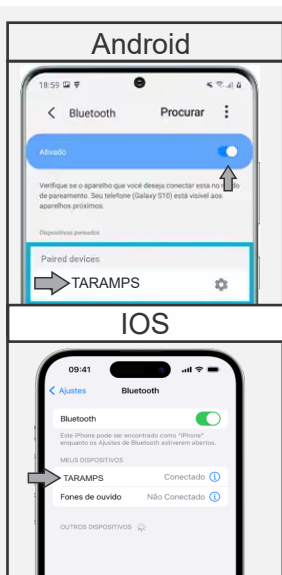 Android
18:59
Bluetooth Procurar
Ativado
Verifique se o aparelho que você deseja conectar esta no modo
de pareamento. Seu telefone (Galaxy S10) está visível aos
aparelhos próximos.
Dispositivos pareados
Paired devices
TARAMPS
IOS
09:41
Ajustes Bluetooth
Bluetooth
Este iPhone pode ser encontrado como "iPhone"
enquanto os Ajustes de Bluetooth estiverem abertos.
MEUS DISPOSITIVOS
TARAMPS Conectado
Fones de ouvido Não Conectado
OUTROS DISPOSITIVOS